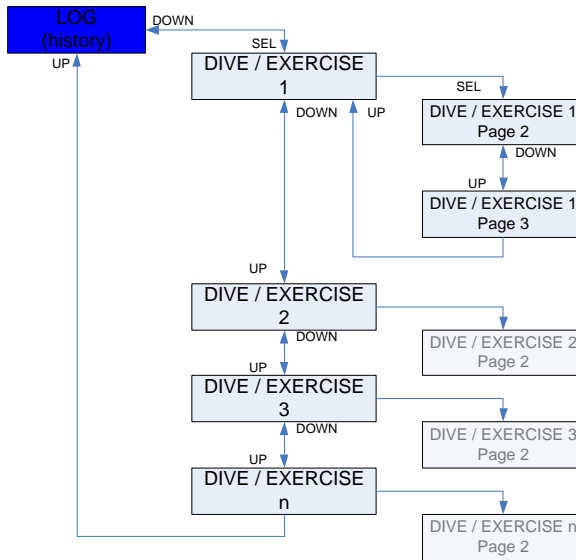 LOG
(history)
DOWN
UP
SEL
DIVE / EXERCISE
1
SEL
DOWN
UP
DIVE / EXERCISE 1
Page 2
DOWN
UP
DIVE / EXERCISE 1
Page 3
UP
DIVE / EXERCISE
2
DOWN
DIVE / EXERCISE 2
Page 2
UP
DIVE / EXERCISE
3
DOWN
DIVE / EXERCISE 3
Page 2
UP
DIVE / EXERCISE
n
DIVE / EXERCISE n
Page 2